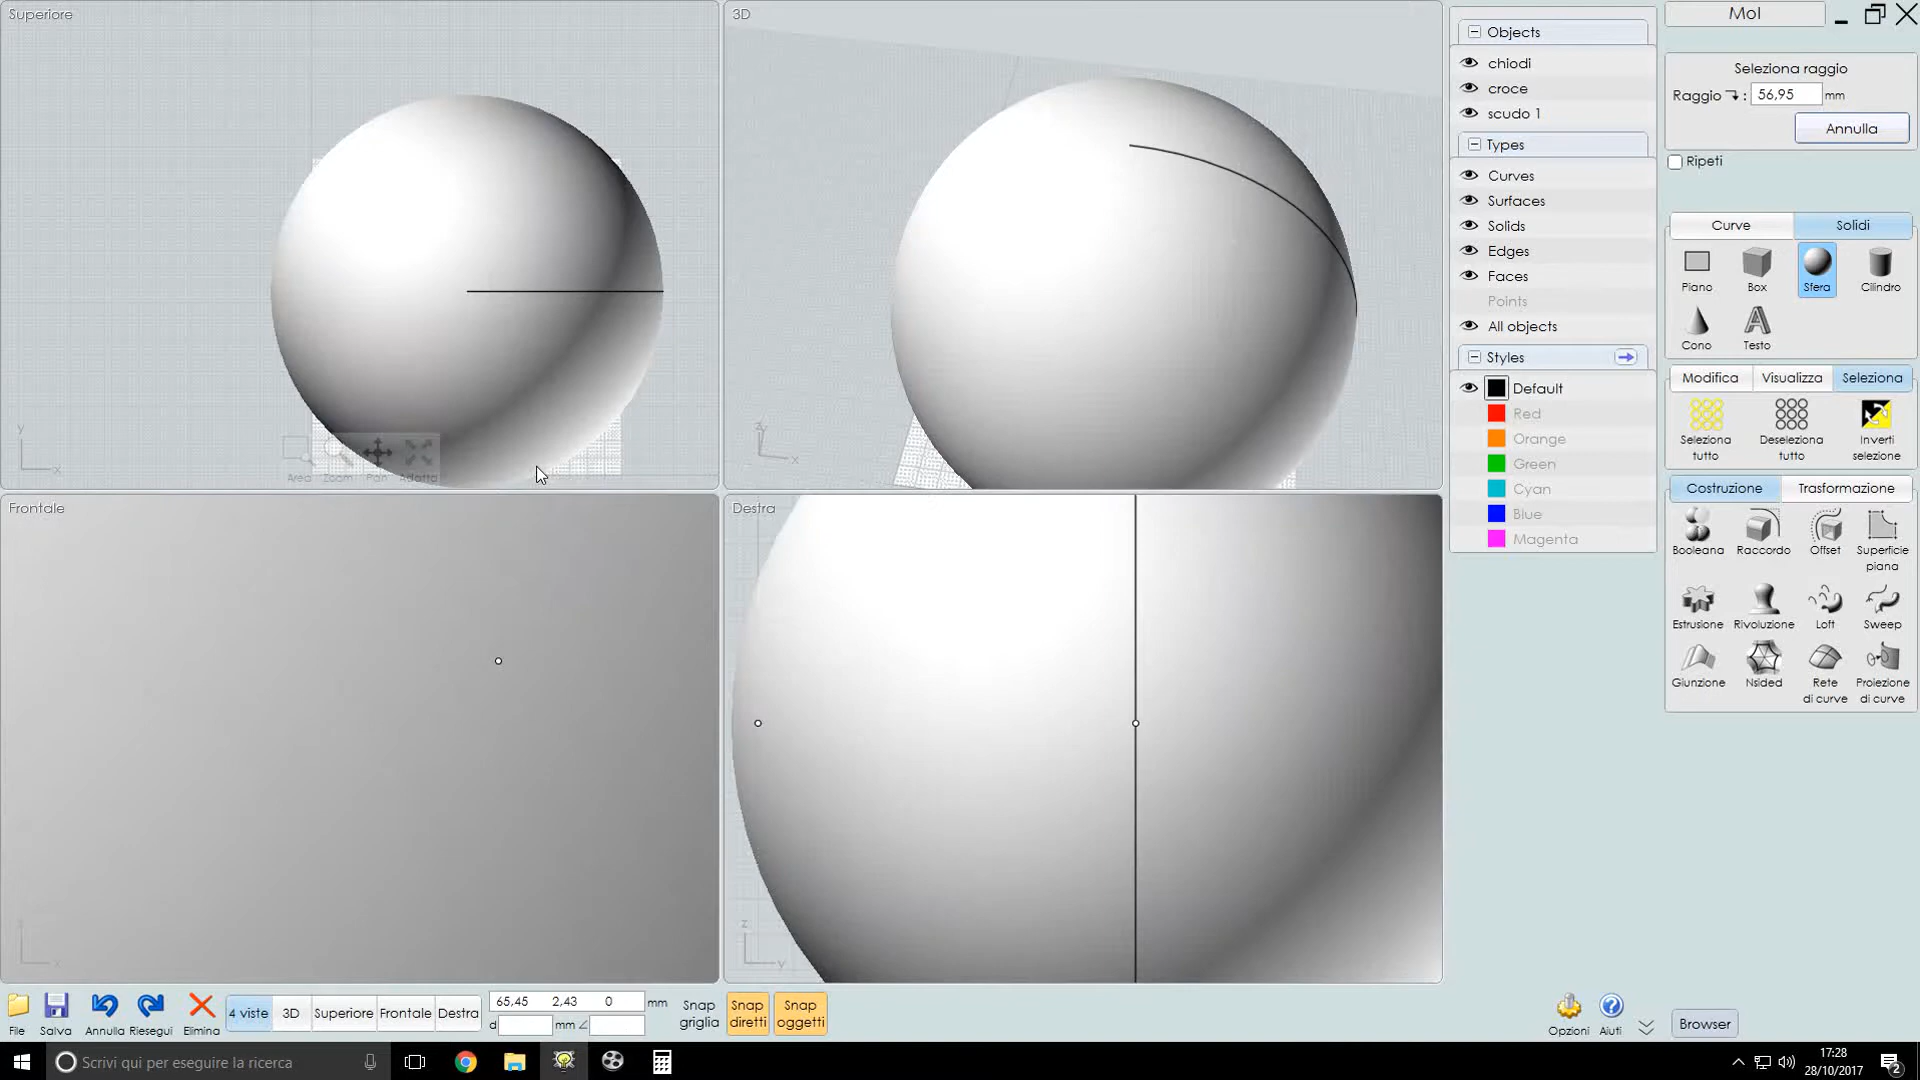 Superiore
3D
Area Zoom Pan Adatta
y
x
Frontale
Destra
z
y
Objects
chiodi
croce
scudo 1
Types
Curves
Surfaces
Solids
Edges
Faces
Points
All objects
Styles
Default
Red
Orange
Green
Cyan
Blue
Magenta
MoI
Seleziona raggio
Raggio : 56,95 mm
Annulla
Ripeti
Curve Solidi
Piano Box Sfera Cilindro
Cono Testo
Modifica Visualizza Seleziona
Seleziona tutto
Deseleziona tutto
Inverti selezione
Costruzione Trasformazione
Booleana Raccordo Offset Superficie piana
Estrusione Rivoluzione Loft Sweep
Giunzione Nsided Rete di curve Proiezione di curve
File Salva Annulla Riesegui Elimina
4 viste 3D Superiore Frontale Destra
65,45 2,43 0 mm
d mm
Snap griglia
Snap diretti
Snap oggetti
Opzioni Aiuti
Browser
Scrivi qui per eseguire la ricerca
17:28
28/10/2017
2